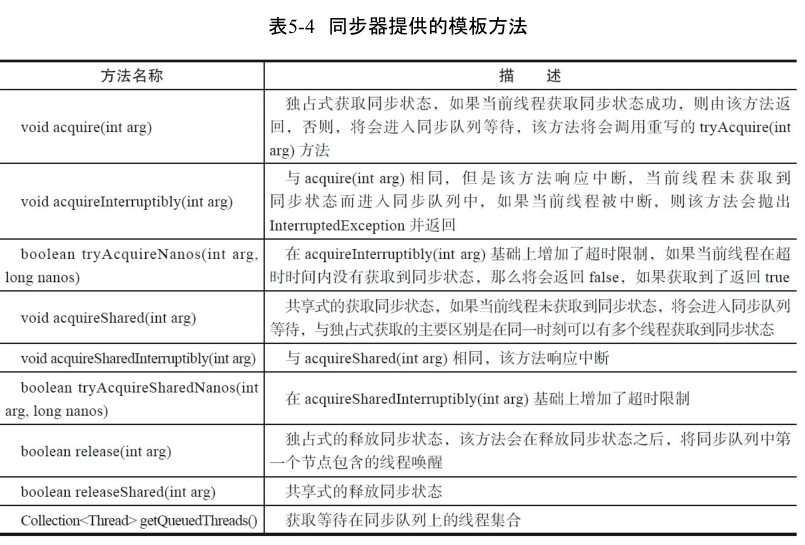 表5-4 同步器提供的模板方法
方法名称
描 述
void acquire(int arg)
独占式获取同步状态，如果当前线程获取同步状态成功，则由该方法返
回，否则，将会进入同步队列等待，该方法将会调用重写的 tryAcquire(int
arg) 方法
void acquireInterruptibly(int arg)
与 acquire(int arg) 相同，但是该方法响应中断，当前线程未获取到
同步状态而进入同步队列中，如果当前线程被中断，则该方法会抛出
InterruptedException 并返回
boolean tryAcquireNanos(int arg,
long nanos)
在 acquireInterruptibly(int arg) 基础上增加了超时限制，如果当前线程在超
时时间内没有获取到同步状态，那么将会返回 false，如果获取到了返回 true
void acquireShared(int arg)
共享式的获取同步状态，如果当前线程未获取到同步状态，将会进入同步队列
等待，与独占式获取的主要区别是在同一时刻可以有多个线程获取到同步状态
void acquireSharedInterruptibly(int arg)
与 acquireShared(int arg) 相同，该方法响应中断
boolean tryAcquireSharedNanos(int
arg, long nanos)
在 acquireSharedInterruptibly(int arg) 基础上增加了超时限制
boolean release(int arg)
独占式的释放同步状态，该方法会在释放同步状态之后，将同步队列中第
一个节点包含的线程唤醒
boolean releaseShared(int arg)
共享式的释放同步状态
Collection<Thread> getQueuedThreads()
获取等待在同步队列上的线程集合